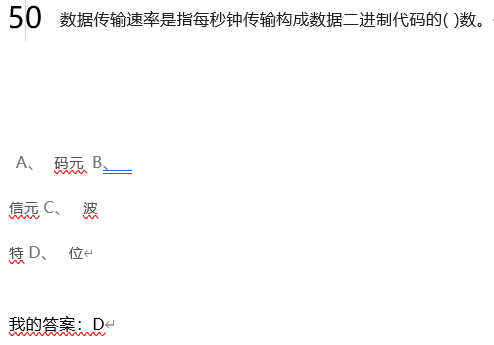 50 数据传输速率是指每秒钟传输构成数据二进制代码的( )数。
A、 码元 B、
信元 C、 波
特 D、 位
我的答案：D